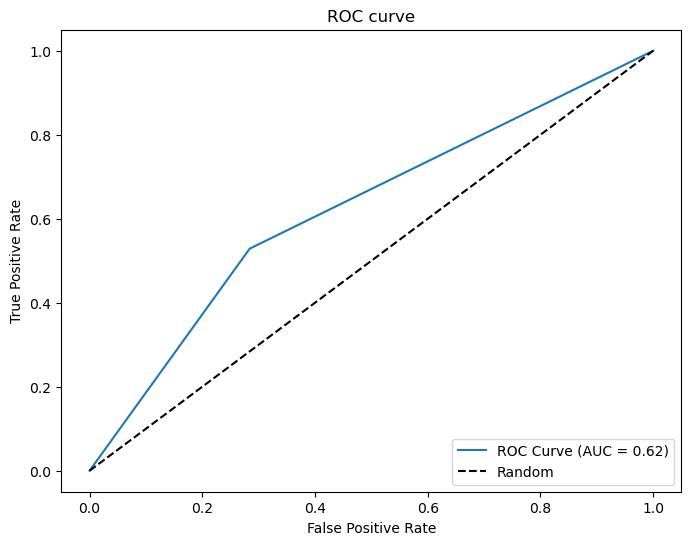 ROC curve
1.0
0.8
0.6
0.4
0.2
0.0
True Positive Rate
0.0 0.2 0.4 0.6 0.8 1.0
False Positive Rate
ROC Curve (AUC = 0.62)
Random